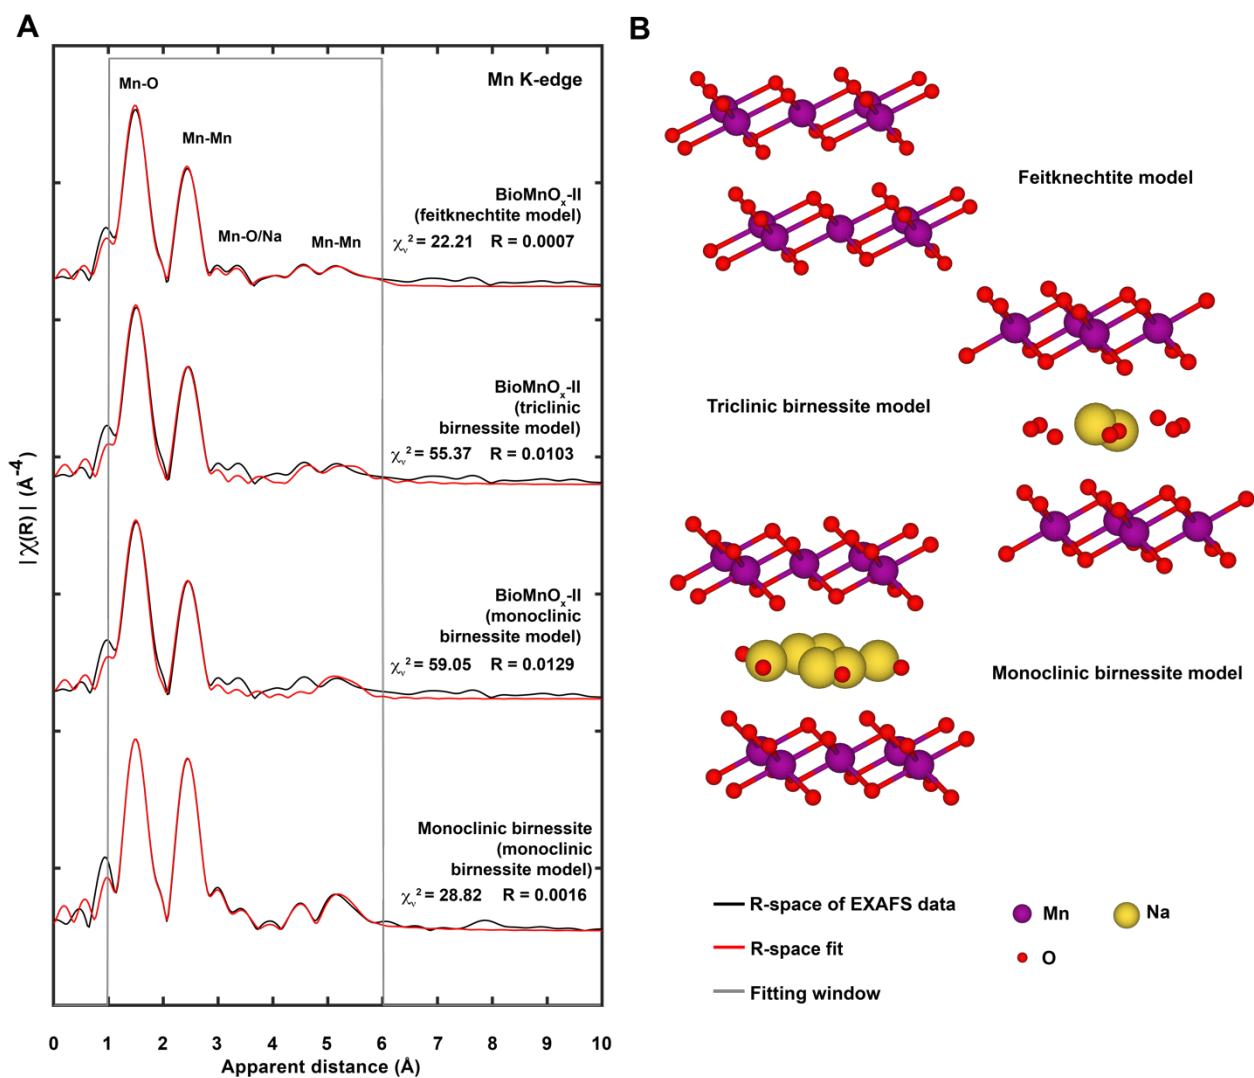 A
Mn K-edge
Mn-O
Mn-Mn
Mn-O/Na
Mn-Mn
BioMnOₓ-II
(feitknechtite model)
χᵥ² = 22.21 R = 0.0007
BioMnOₓ-II
(triclinic
birnessite model)
χᵥ² = 55.37 R = 0.0103
BioMnOₓ-II
(monoclinic
birnessite model)
χᵥ² = 59.05 R = 0.0129
Monoclinic birnessite
(monoclinic
birnessite model)
χᵥ² = 28.82 R = 0.0016
|χ(R)| (Å⁻⁴)
0 1 2 3 4 5 6 7 8 9 10
Apparent distance (Å)
B
Feitknechtite model
Triclinic birnessite model
Monoclinic birnessite model
R-space of EXAFS data
R-space fit
Fitting window
Mn
Na
O